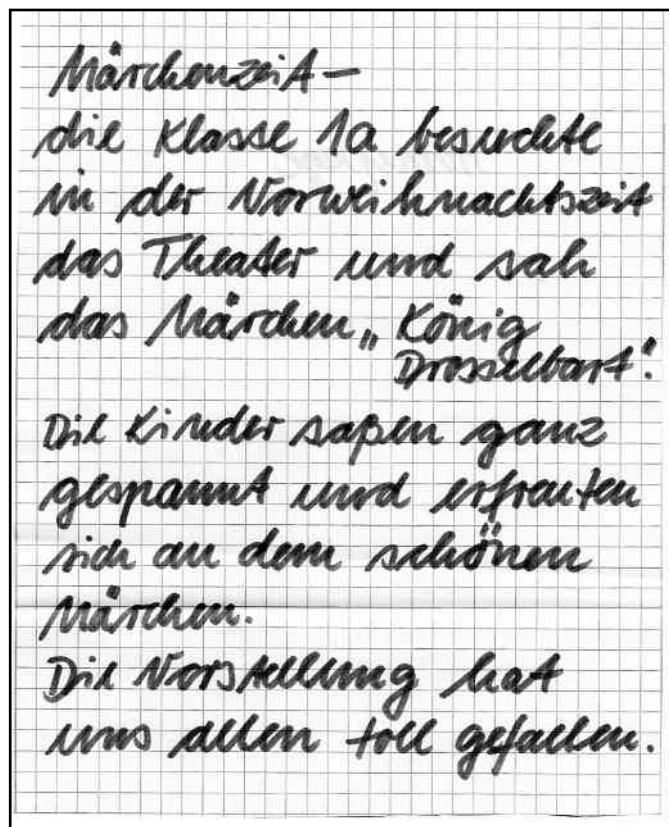 Märchenzeit –
die Klasse 1a besuchte
in der Vorweihnachtszeit
das Theater und sah
das Märchen „König
Drosselbart“.
Die Kinder saßen ganz
gespannt und erfreuten
sich an dem schönen
Märchen.
Die Vorstellung hat
uns allen toll gefallen.